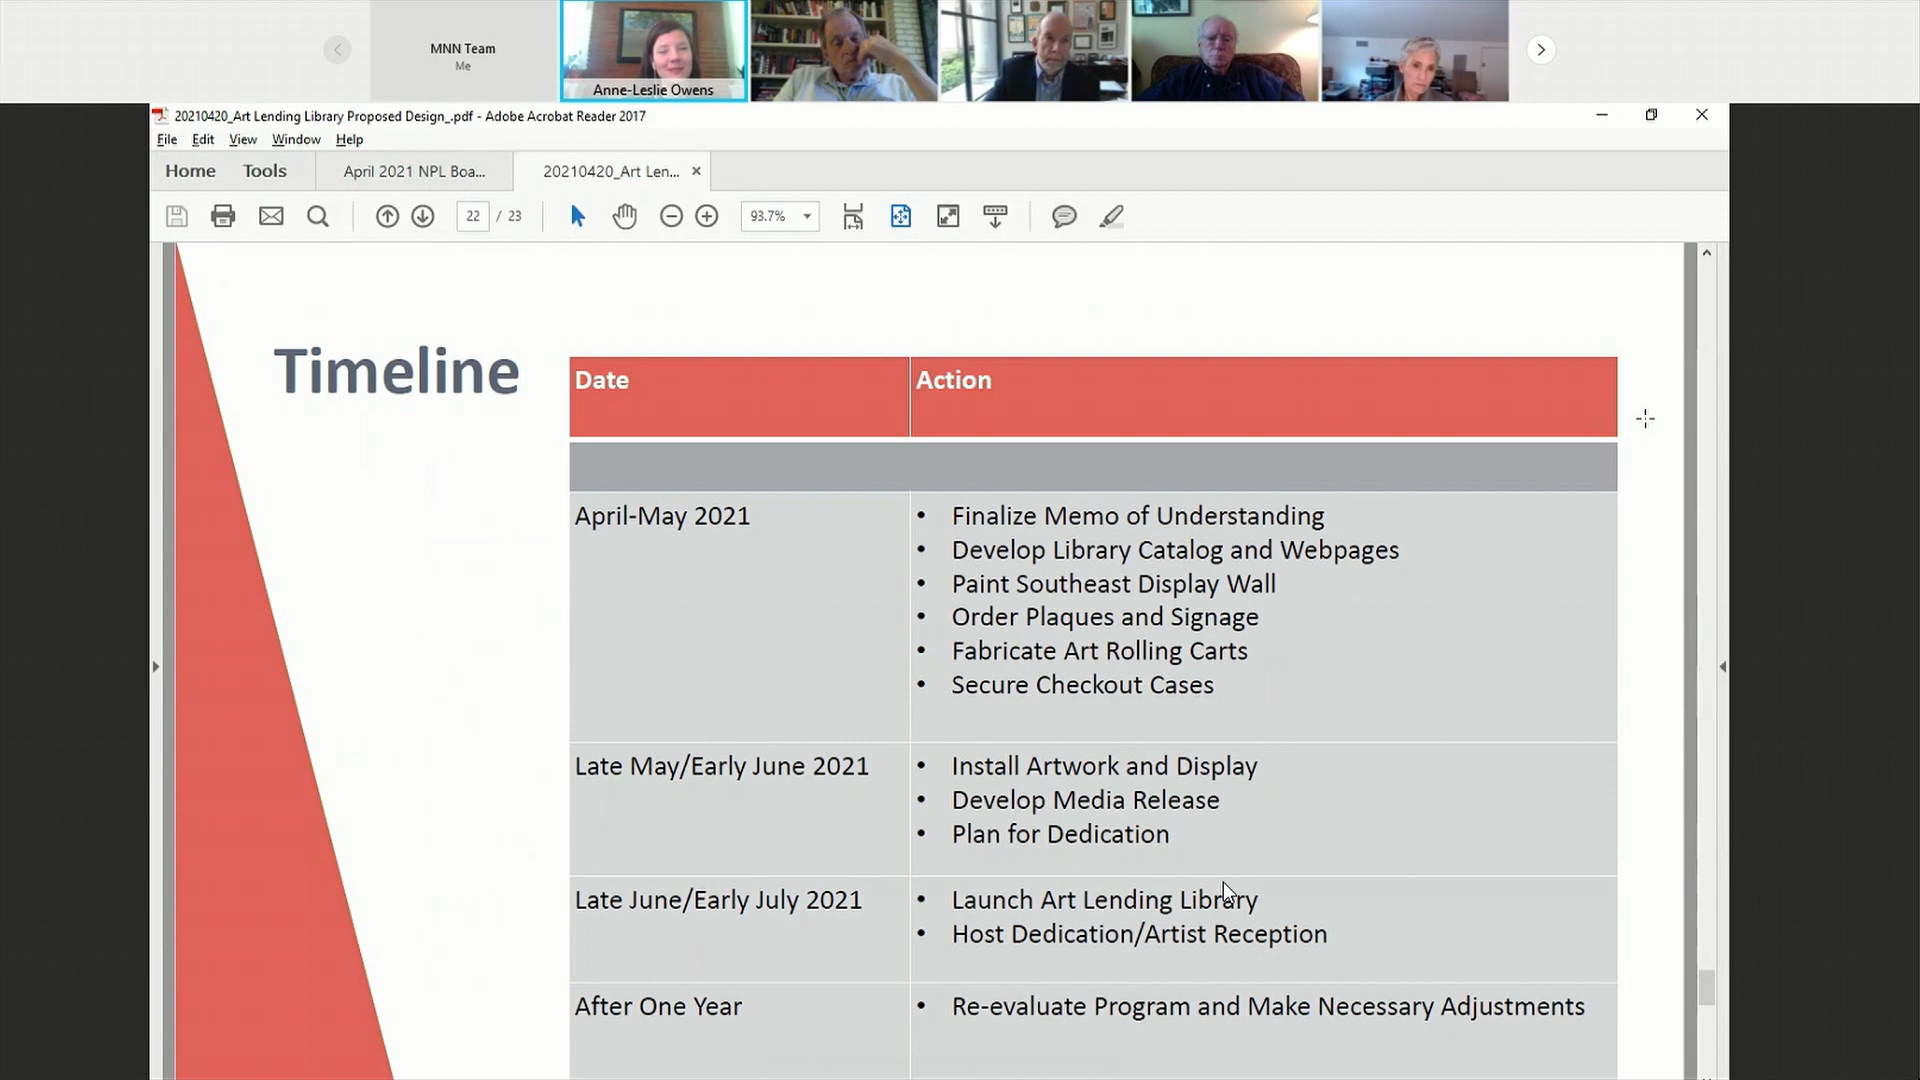 MNN Team
Me
Anne-Leslie Owens
20210420_Art Lending Library Proposed Design_.pdf - Adobe Acrobat Reader 2017
File Edit View Window Help
Home Tools April 2021 NPL Boa... 20210420_Art Len... ×
22 / 23 93.7%
Timeline
Date Action
April-May 2021
• Finalize Memo of Understanding
• Develop Library Catalog and Webpages
• Paint Southeast Display Wall
• Order Plaques and Signage
• Fabricate Art Rolling Carts
• Secure Checkout Cases
Late May/Early June 2021
• Install Artwork and Display
• Develop Media Release
• Plan for Dedication
Late June/Early July 2021
• Launch Art Lending Library
• Host Dedication/Artist Reception
After One Year
• Re-evaluate Program and Make Necessary Adjustments